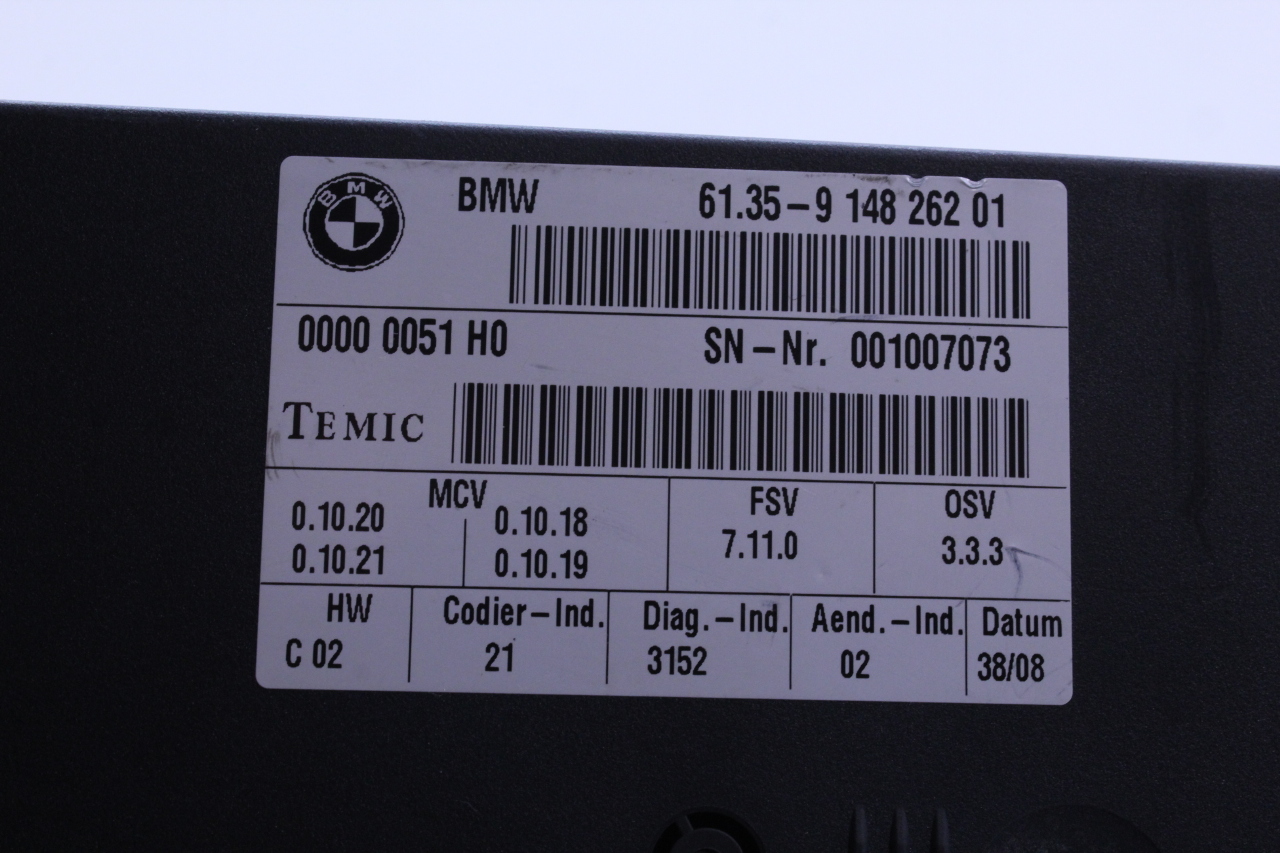 BMW
BMW 61.35-9 148 262 01
0000 0051 H0 SN-Nr. 001007073
TEMIC
MCV FSV OSV
0.10.20 0.10.18 7.11.0 3.3.3
0.10.21 0.10.19
HW Codier-Ind. Diag.-Ind. Aend.-Ind. Datum
C 02 21 3152 02 38/08